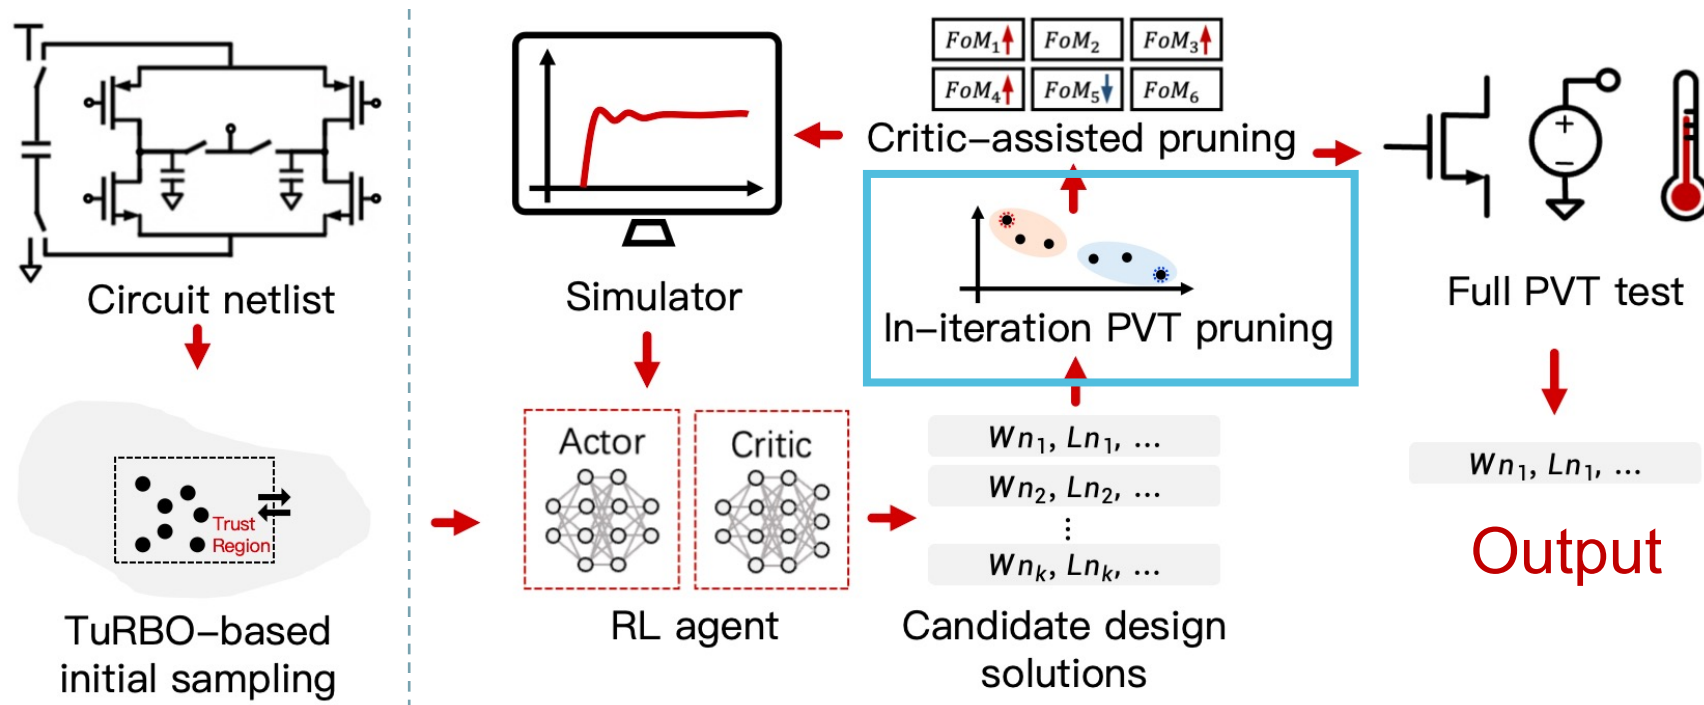 Circuit netlist
Trust
Region
TuRBO-based
initial sampling
Simulator
Actor
Critic
RL agent
FoM₁ FoM₂ FoM₃
FoM₄ FoM₅ FoM₆
Critic-assisted pruning
In-iteration PVT pruning
Wn₁, Ln₁, ...
Wn₂, Ln₂, ...
⋮
Wnₖ, Lnₖ, ...
Candidate design
solutions
+
−
Full PVT test
Wn₁, Ln₁, ...
Output